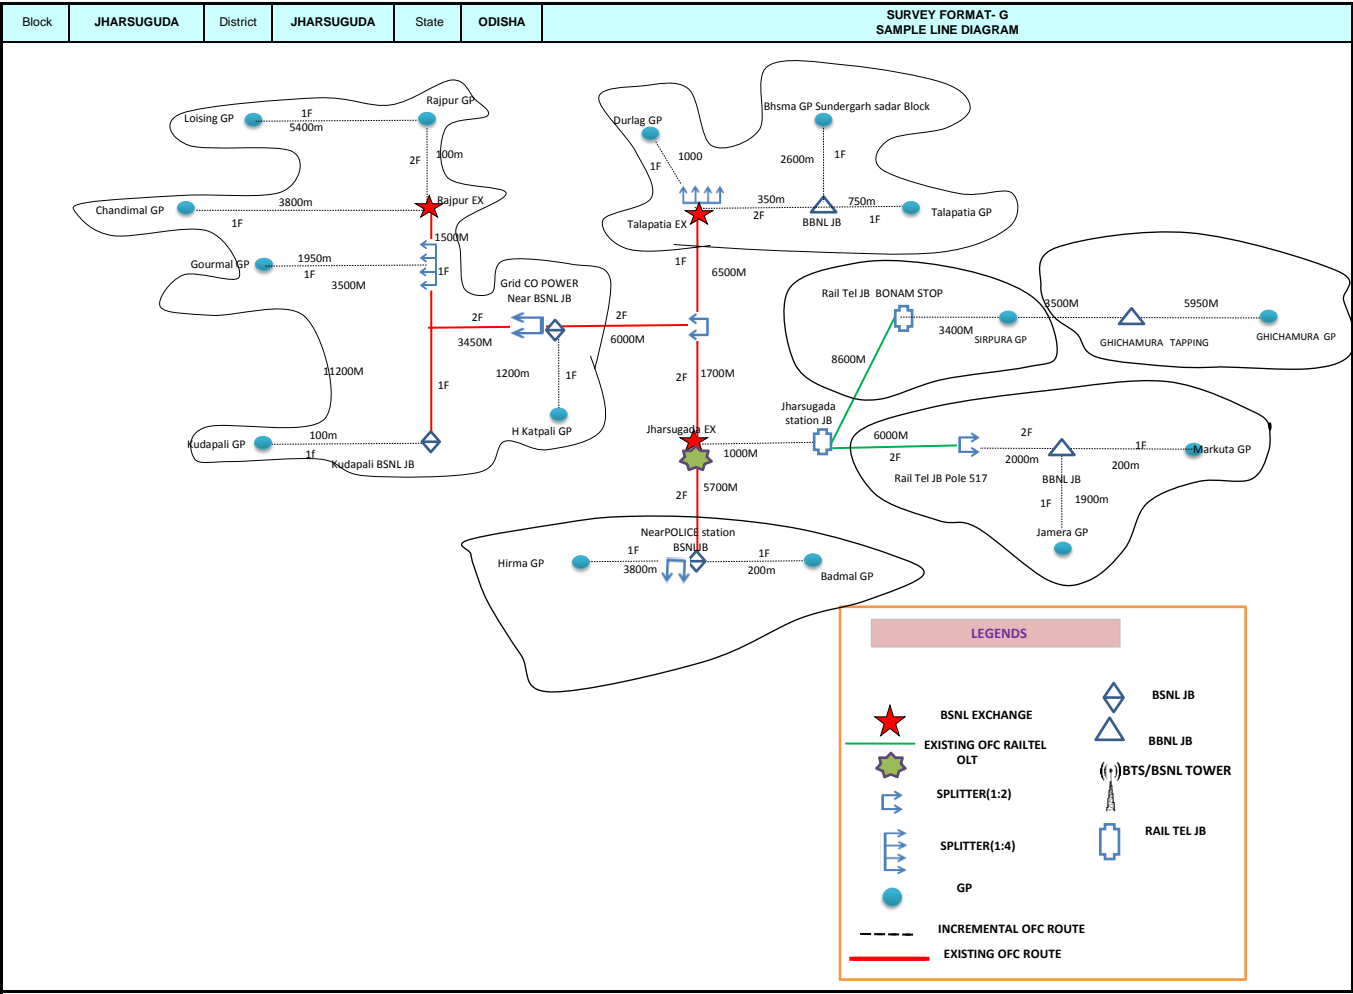 Block JHARSUGUDA District JHARSUGUDA State ODISHA SURVEY FORMAT- G
SAMPLE LINE DIAGRAM
Loising GP
1F
5400m
Rajpur GP
2F
100m
Chandimal GP
3800m
1F
Rajpur EX
1500M
Gourmal GP
1950m
1F
3500M
1F
Grid CO POWER
Near BSNL JB
2F
3450M
2F
6000M
11200M
1F
1200m
1F
H Katpali GP
Kudapali GP
100m
1f
Kudapali BSNL JB
Durlag GP
1F
1000
Bhsma GP Sundergarh sadar Block
2600m
1F
Talapatia EX
350m
2F
BBNL JB
750m
1F
Talapatia GP
1F
6500M
2F
1700M
Jharsugada EX
1000M
Jharsugada
station JB
Rail Tel JB BONAM STOP
8600M
3400M
SIRPURA GP
3500M
GHICHAMURA TAPPING
5950M
GHICHAMURA GP
6000M
2F
Rail Tel JB Pole 517
2F
2000m
BBNL JB
1F
200m
Markuta GP
1F
1900m
Jamera GP
2F
5700M
NearPOLICE station
BSNLJB
Hirma GP
1F
3800m
1F
200m
Badmal GP
LEGENDS
BSNL EXCHANGE
EXISTING OFC RAILTEL
OLT
SPLITTER(1:2)
SPLITTER(1:4)
GP
INCREMENTAL OFC ROUTE
EXISTING OFC ROUTE
BSNL JB
BBNL JB
BTS/BSNL TOWER
RAIL TEL JB